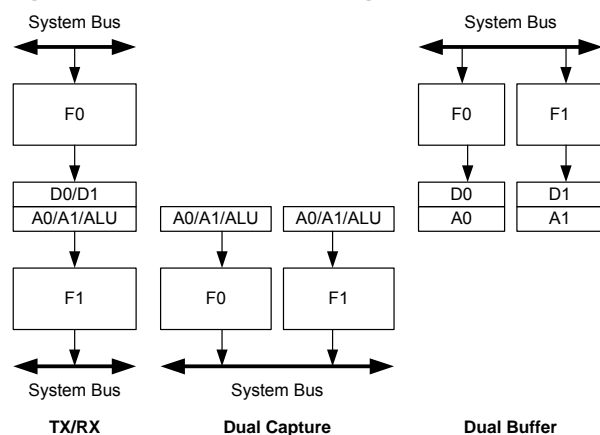 System Bus
System Bus
F0
F0
F1
D0/D1
D0
D1
A0/A1/ALU
A0/A1/ALU
A0/A1/ALU
A0
A1
F1
F0
F1
System Bus
System Bus
TX/RX
Dual Capture
Dual Buffer